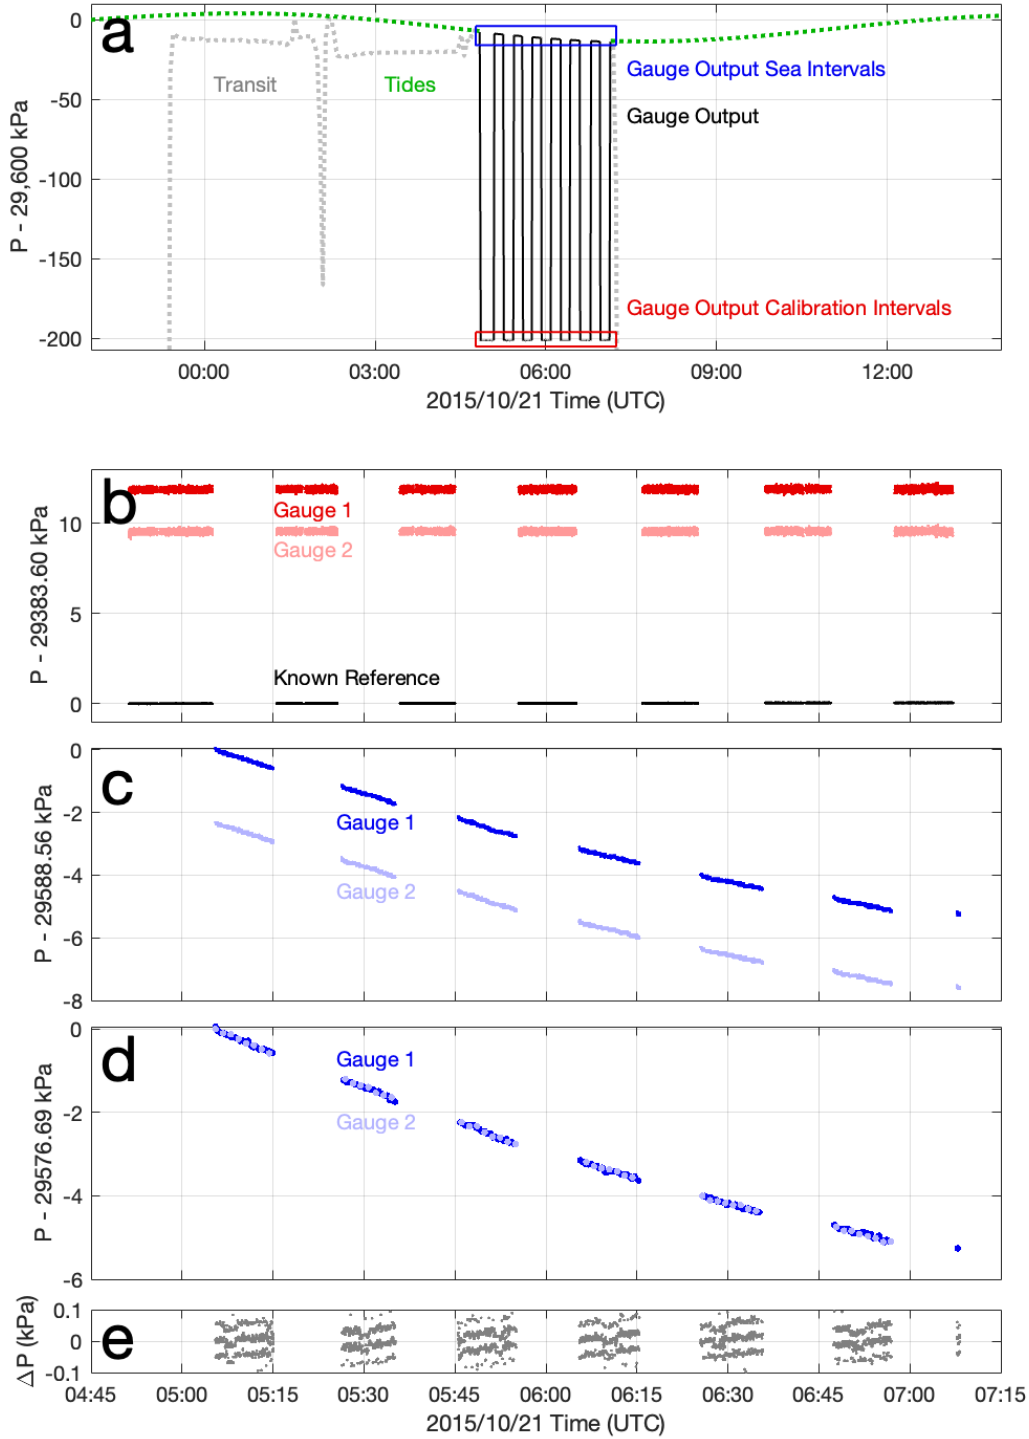 a
0
-50
-100
-150
-200
P - 29,600 kPa
Transit
Tides
Gauge Output Sea Intervals
Gauge Output
Gauge Output Calibration Intervals
00:00 03:00 06:00 09:00 12:00
2015/10/21 Time (UTC)
b
10
5
0
P - 29383.60 kPa
Gauge 1
Gauge 2
Known Reference
c
0
-2
-4
-6
-8
P - 29588.56 kPa
Gauge 1
Gauge 2
d
0
-2
-4
-6
P - 29576.69 kPa
Gauge 1
Gauge 2
e
0.1
0
-0.1
ΔP (kPa)
04:45 05:00 05:15 05:30 05:45 06:00 06:15 06:30 06:45 07:00 07:15
2015/10/21 Time (UTC)